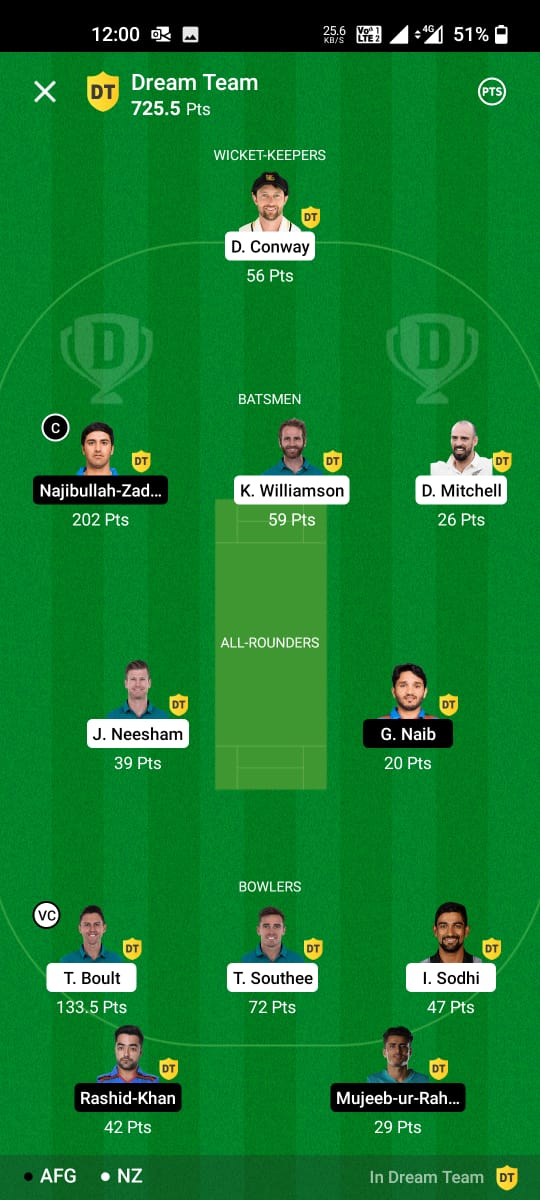 12:00
25.6 KB/S
Vo 1 LTE 2
4G
51%
DT
Dream Team
725.5 Pts
PTS
WICKET-KEEPERS
DT
D. Conway
56 Pts
D
D
BATSMEN
C
DT
DT
DT
Najibullah-Zad...
K. Williamson
D. Mitchell
202 Pts
59 Pts
26 Pts
ALL-ROUNDERS
DT
DT
J. Neesham
G. Naib
39 Pts
20 Pts
BOWLERS
VC
DT
DT
DT
T. Boult
T. Southee
I. Sodhi
133.5 Pts
72 Pts
47 Pts
DT
DT
Rashid-Khan
Mujeeb-ur-Rah...
42 Pts
29 Pts
AFG
NZ
In Dream Team
DT